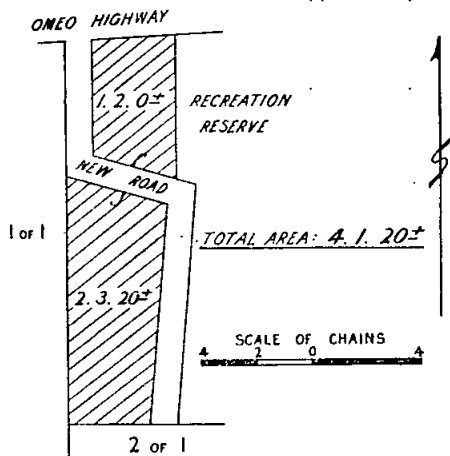 OMEO HIGHWAY
1. 2. 0±
RECREATION
RESERVE
NEW ROAD
1 OF 1
TOTAL AREA: 4. 1. 20±
2. 3. 20±
SCALE OF CHAINS
4 2 0 4
2 OF 1